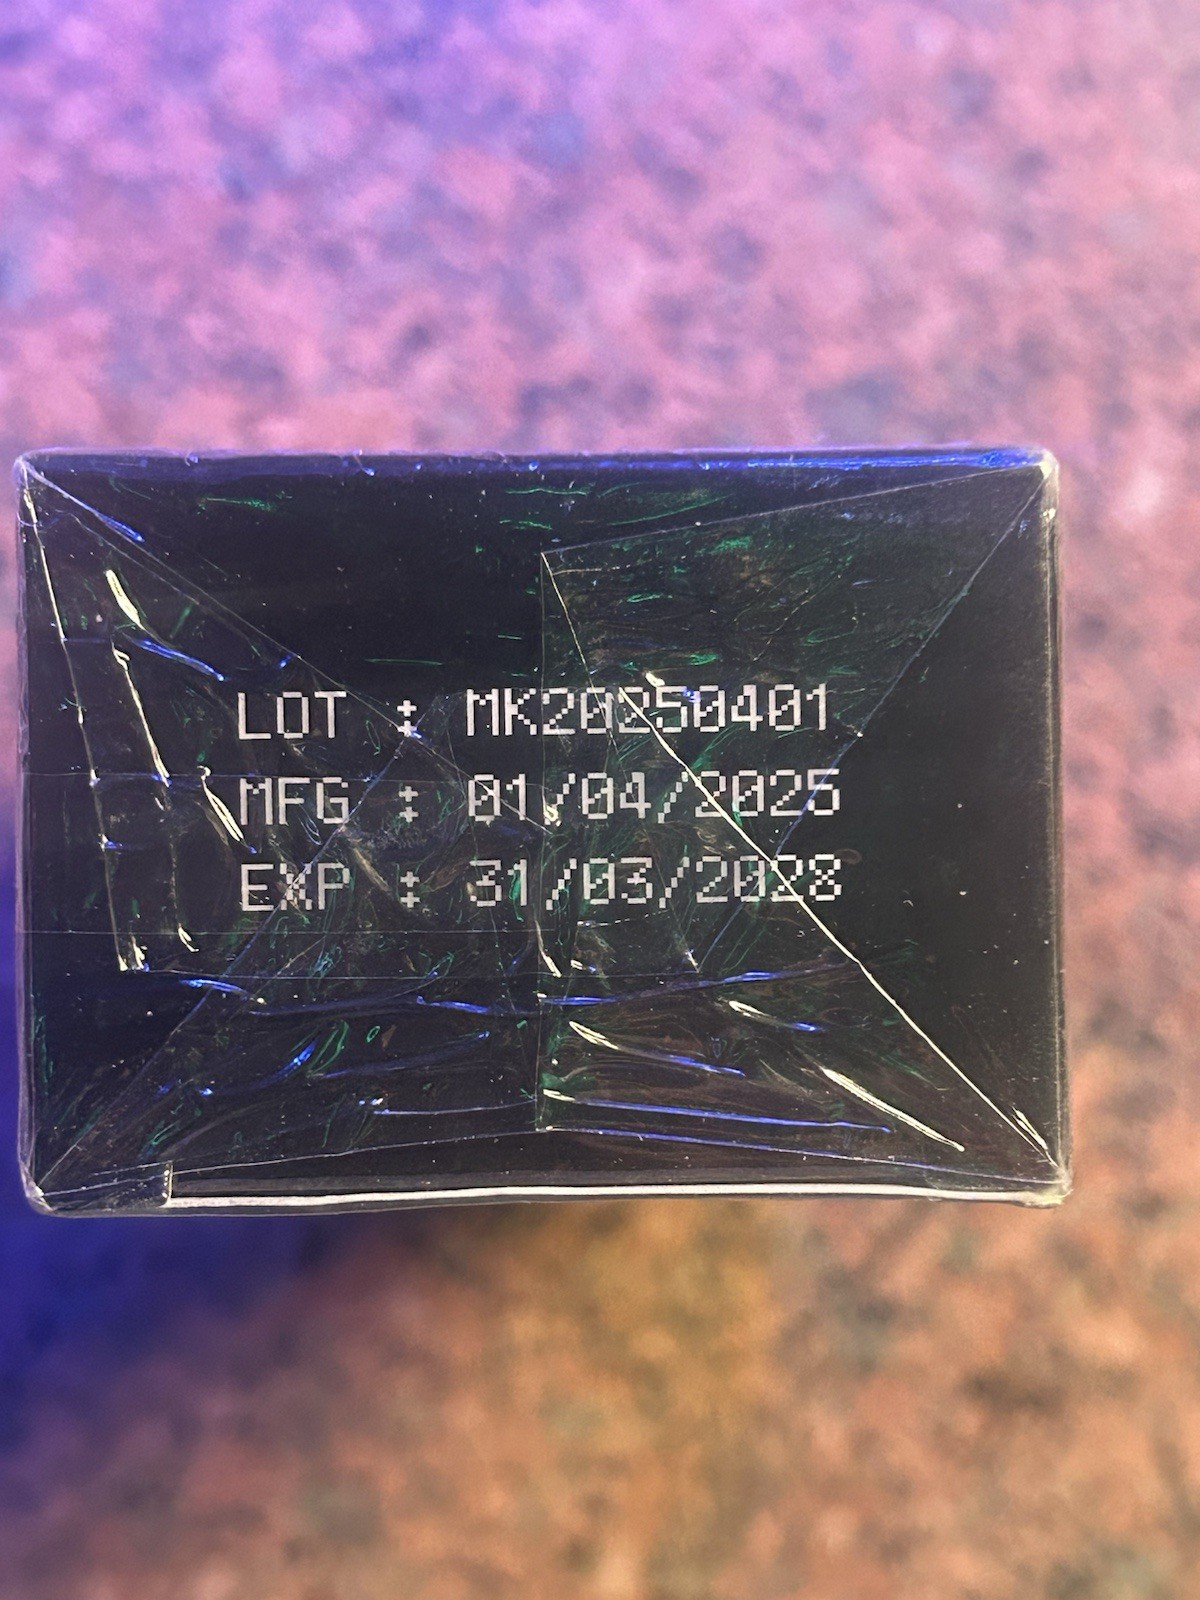 LOT : MK20250401
MFG : 01/04/2025
EXP : 31/03/2028